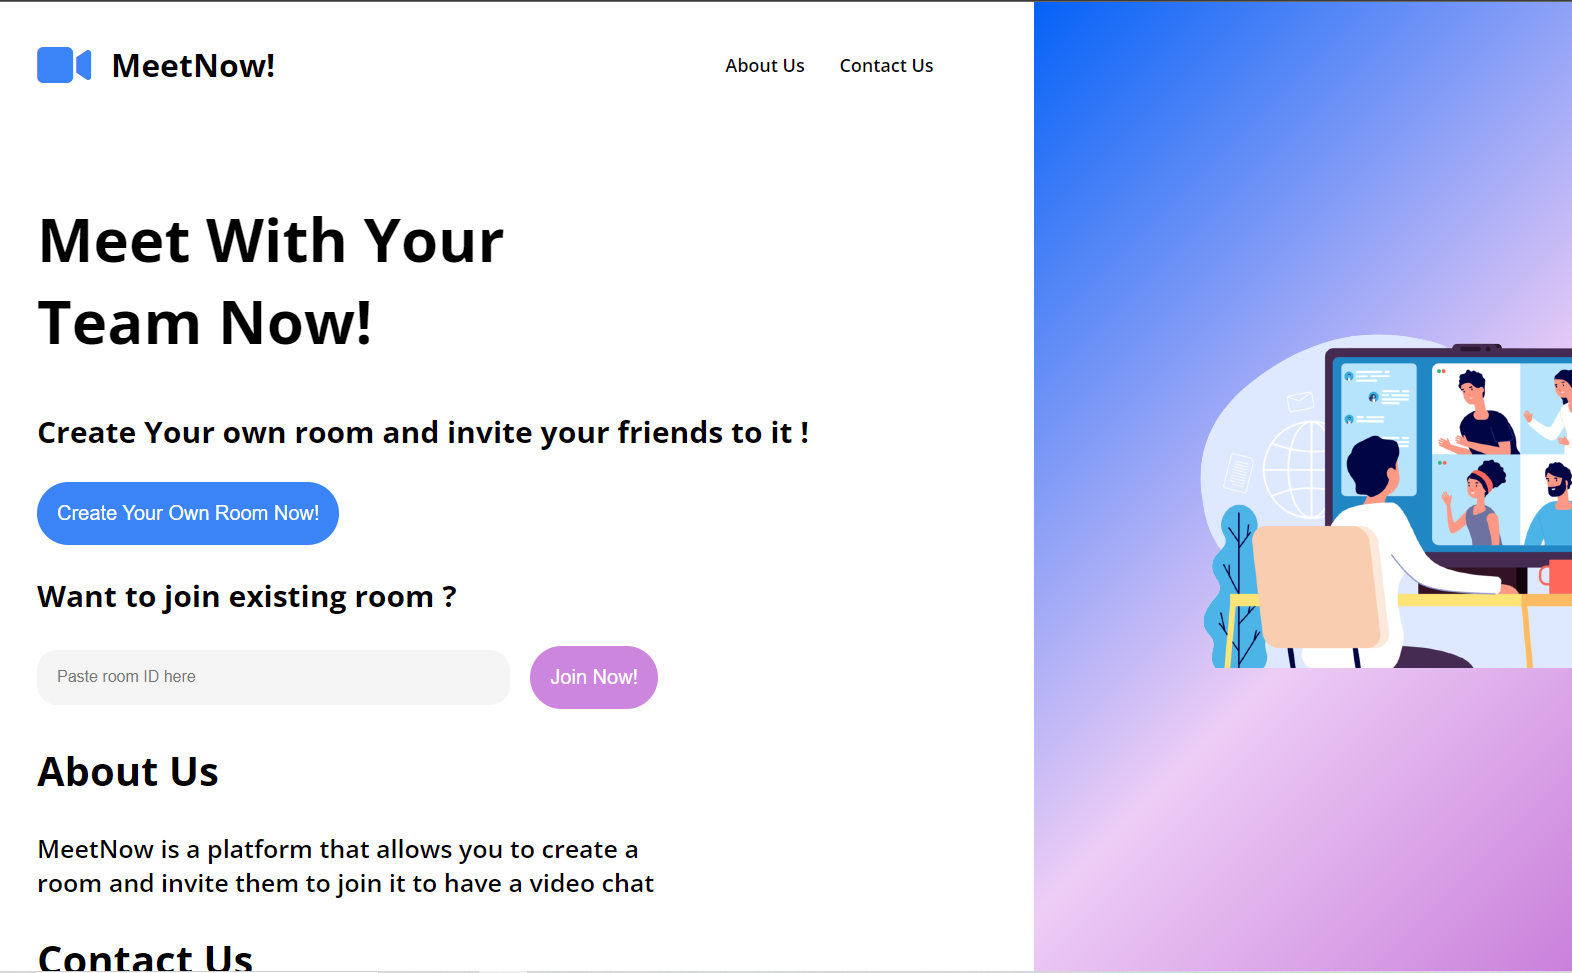 MeetNow!
About Us
Contact Us
Meet With Your
Team Now!
Create Your own room and invite your friends to it !
Create Your Own Room Now!
Want to join existing room ?
Paste room ID here
Join Now!
About Us
MeetNow is a platform that allows you to create a
room and invite them to join it to have a video chat
Contact Us